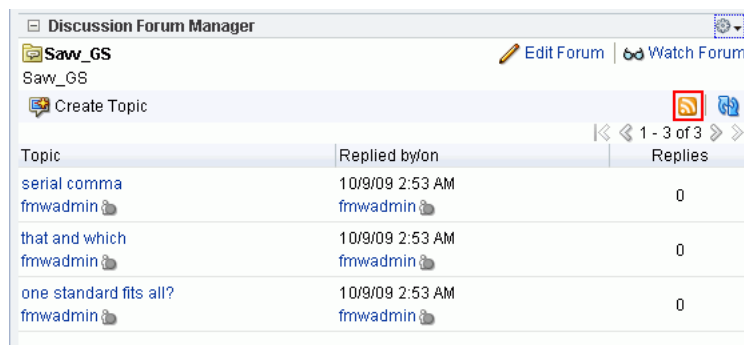 Discussion Forum Manager
Savv_GS Edit Forum Watch Forum
Savv_GS
Create Topic
1 - 3 of 3
Topic Replied by/on Replies
serial comma 10/9/09 2:53 AM 0
fmwadmin fmwadmin
that and which 10/9/09 2:53 AM 0
fmwadmin fmwadmin
one standard fits all? 10/9/09 2:53 AM 0
fmwadmin fmwadmin